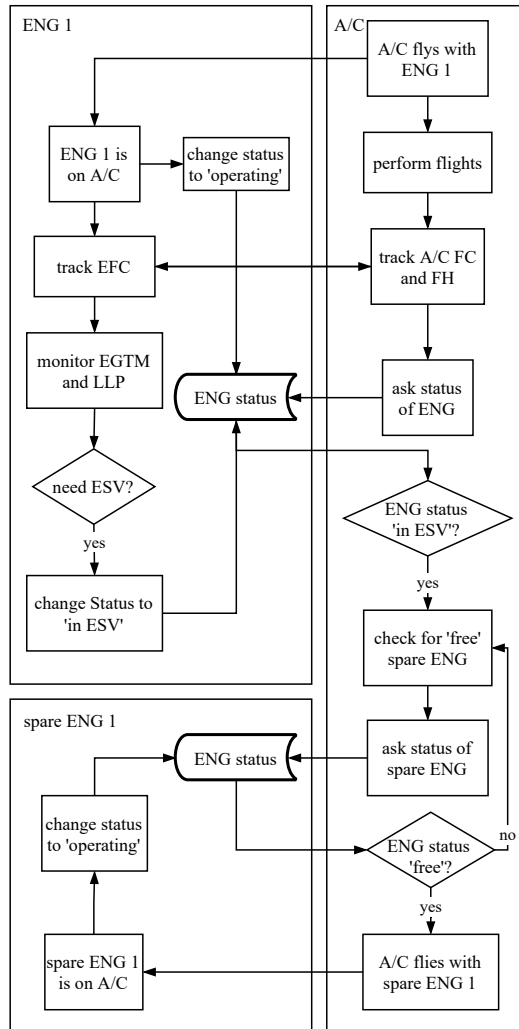 ENG 1
ENG 1 is
on A/C
change status
to 'operating'
track EFC
monitor EGTM
and LLP
ENG status
need ESV?
yes
change Status to
'in ESV'
A/C
A/C flys with
ENG 1
perform flights
track A/C FC
and FH
ask status
of ENG
ENG status
'in ESV'?
yes
check for 'free'
spare ENG
ask status of
spare ENG
ENG status
'free'?
no
yes
A/C flies with
spare ENG 1
spare ENG 1
ENG status
change status
to 'operating'
spare ENG 1
is on A/C